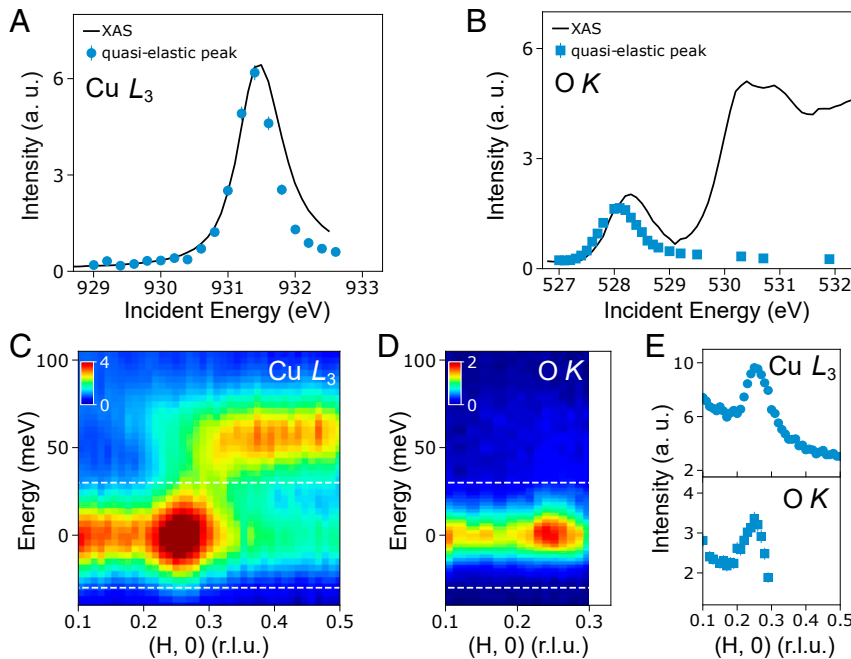 A
XAS
quasi-elastic peak
Cu L3
Intensity (a. u.)
6
3
0
929 930 931 932 933
Incident Energy (eV)
B
XAS
quasi-elastic peak
O K
Intensity (a. u.)
6
3
0
527 528 529 530 531 532
Incident Energy (eV)
C
4
0
Cu L3
Energy (meV)
100
50
0
0.1 0.2 0.3 0.4 0.5
(H, 0) (r.l.u.)
D
2
0
O K
Energy (meV)
100
50
0
0.1 0.2 0.3
(H, 0) (r.l.u.)
E
Cu L3
Intensity (a. u.)
10
6
2
O K
4
3
2
0.1 0.2 0.3 0.4 0.5
(H, 0) (r.l.u.)